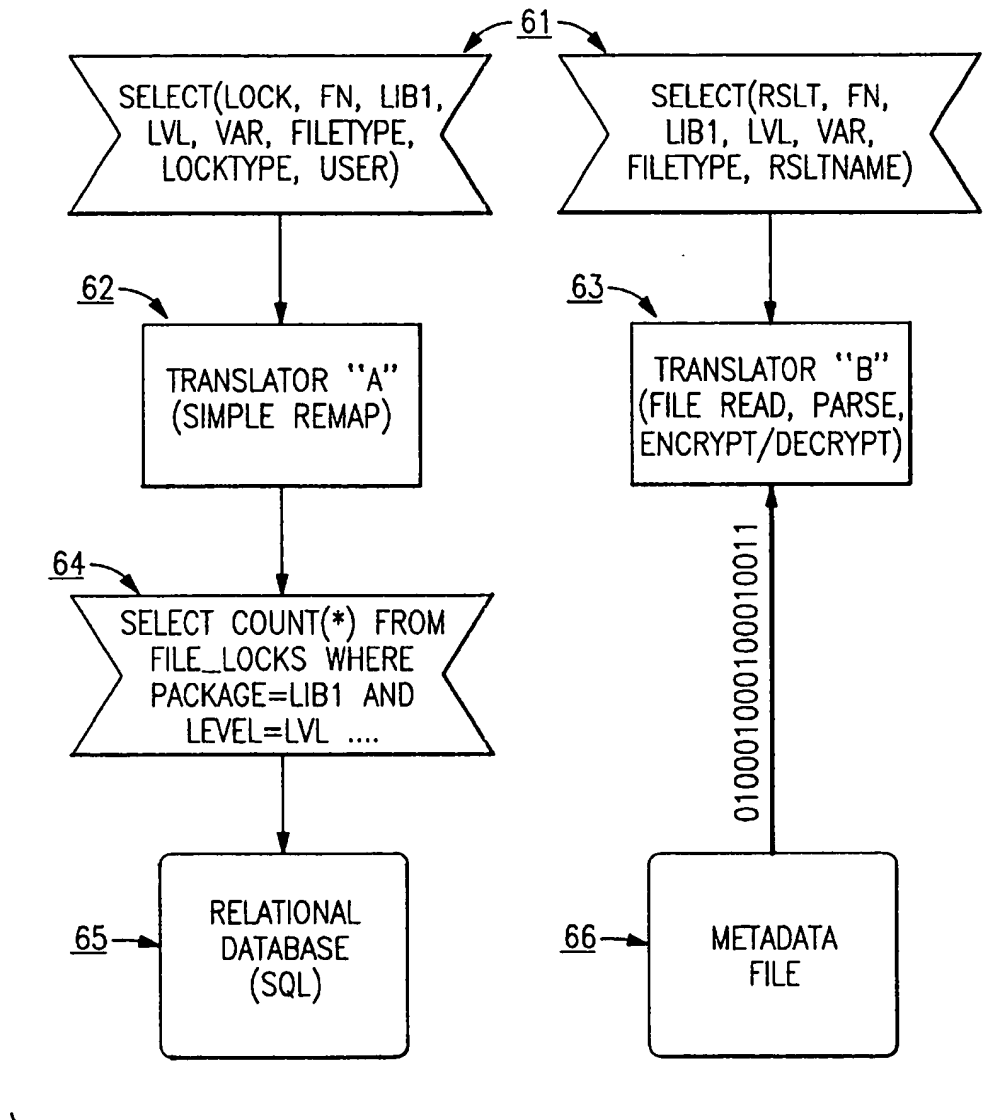 61
SELECT(LOCK, FN, LIB1,
LVL, VAR, FILETYPE,
LOCKTYPE, USER)
SELECT(RSLT, FN,
LIB1, LVL, VAR,
FILETYPE, RSLTNAME)
62
TRANSLATOR "A"
(SIMPLE REMAP)
63
TRANSLATOR "B"
(FILE READ, PARSE,
ENCRYPT/DECRYPT)
64
SELECT COUNT(*) FROM
FILE_LOCKS WHERE
PACKAGE=LIB1 AND
LEVEL=LVL ....
0100010001000010011
65
RELATIONAL
DATABASE
(SQL)
66
METADATA
FILE